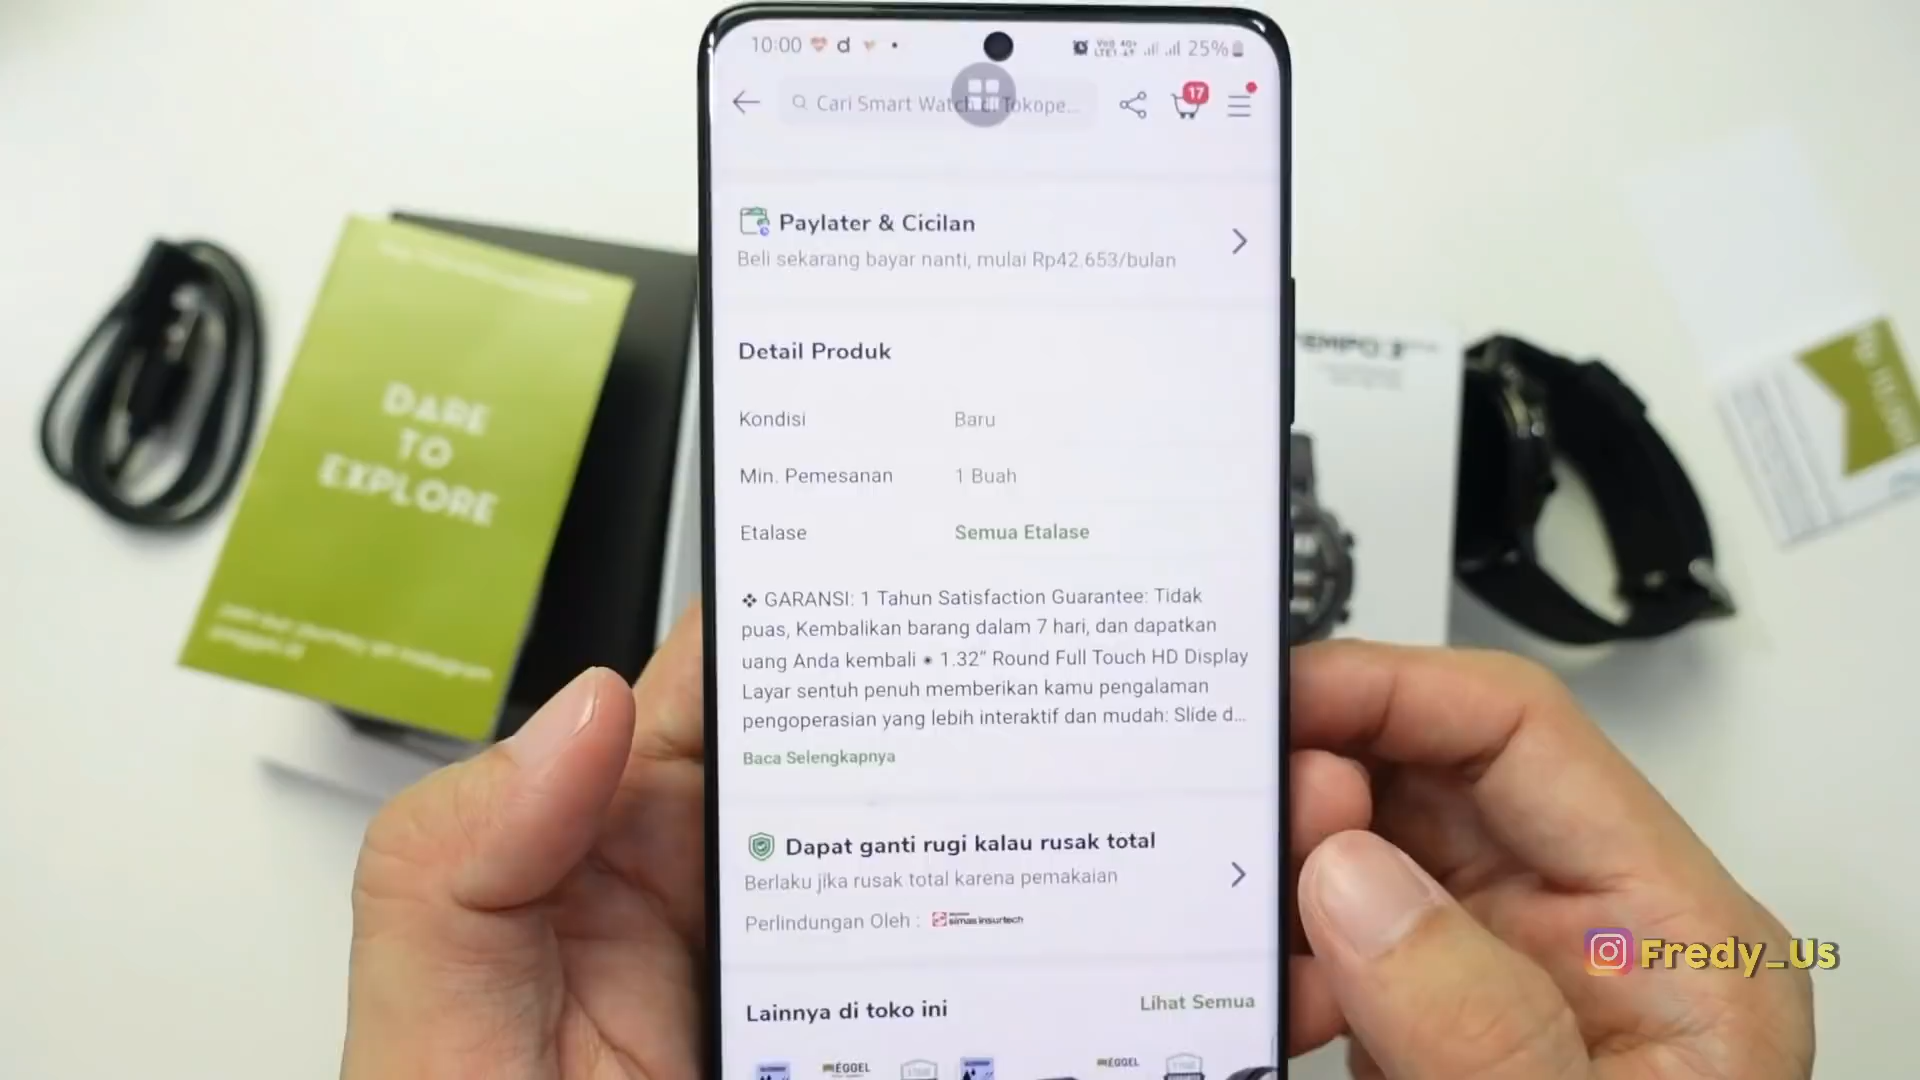 10:00
25%
Cari Smart Watch di Tokope...
17
Paylater & Cicilan
Beli sekarang bayar nanti, mulai Rp42.653/bulan
Detail Produk
Kondisi Baru
Min. Pemesanan 1 Buah
Etalase Semua Etalase
❖ GARANSI: 1 Tahun Satisfaction Guarantee: Tidak
puas, Kembalikan barang dalam 7 hari, dan dapatkan
uang Anda kembali • 1.32" Round Full Touch HD Display
Layar sentuh penuh memberikan kamu pengalaman
pengoperasian yang lebih interaktif dan mudah: Slide d...
Baca Selengkapnya
Dapat ganti rugi kalau rusak total
Berlaku jika rusak total karena pemakaian
Perlindungan Oleh : simas insurtech
Lainnya di toko ini Lihat Semua
EGGEL
EGGEL
DARE
TO
EXPLORE
Fredy_Us